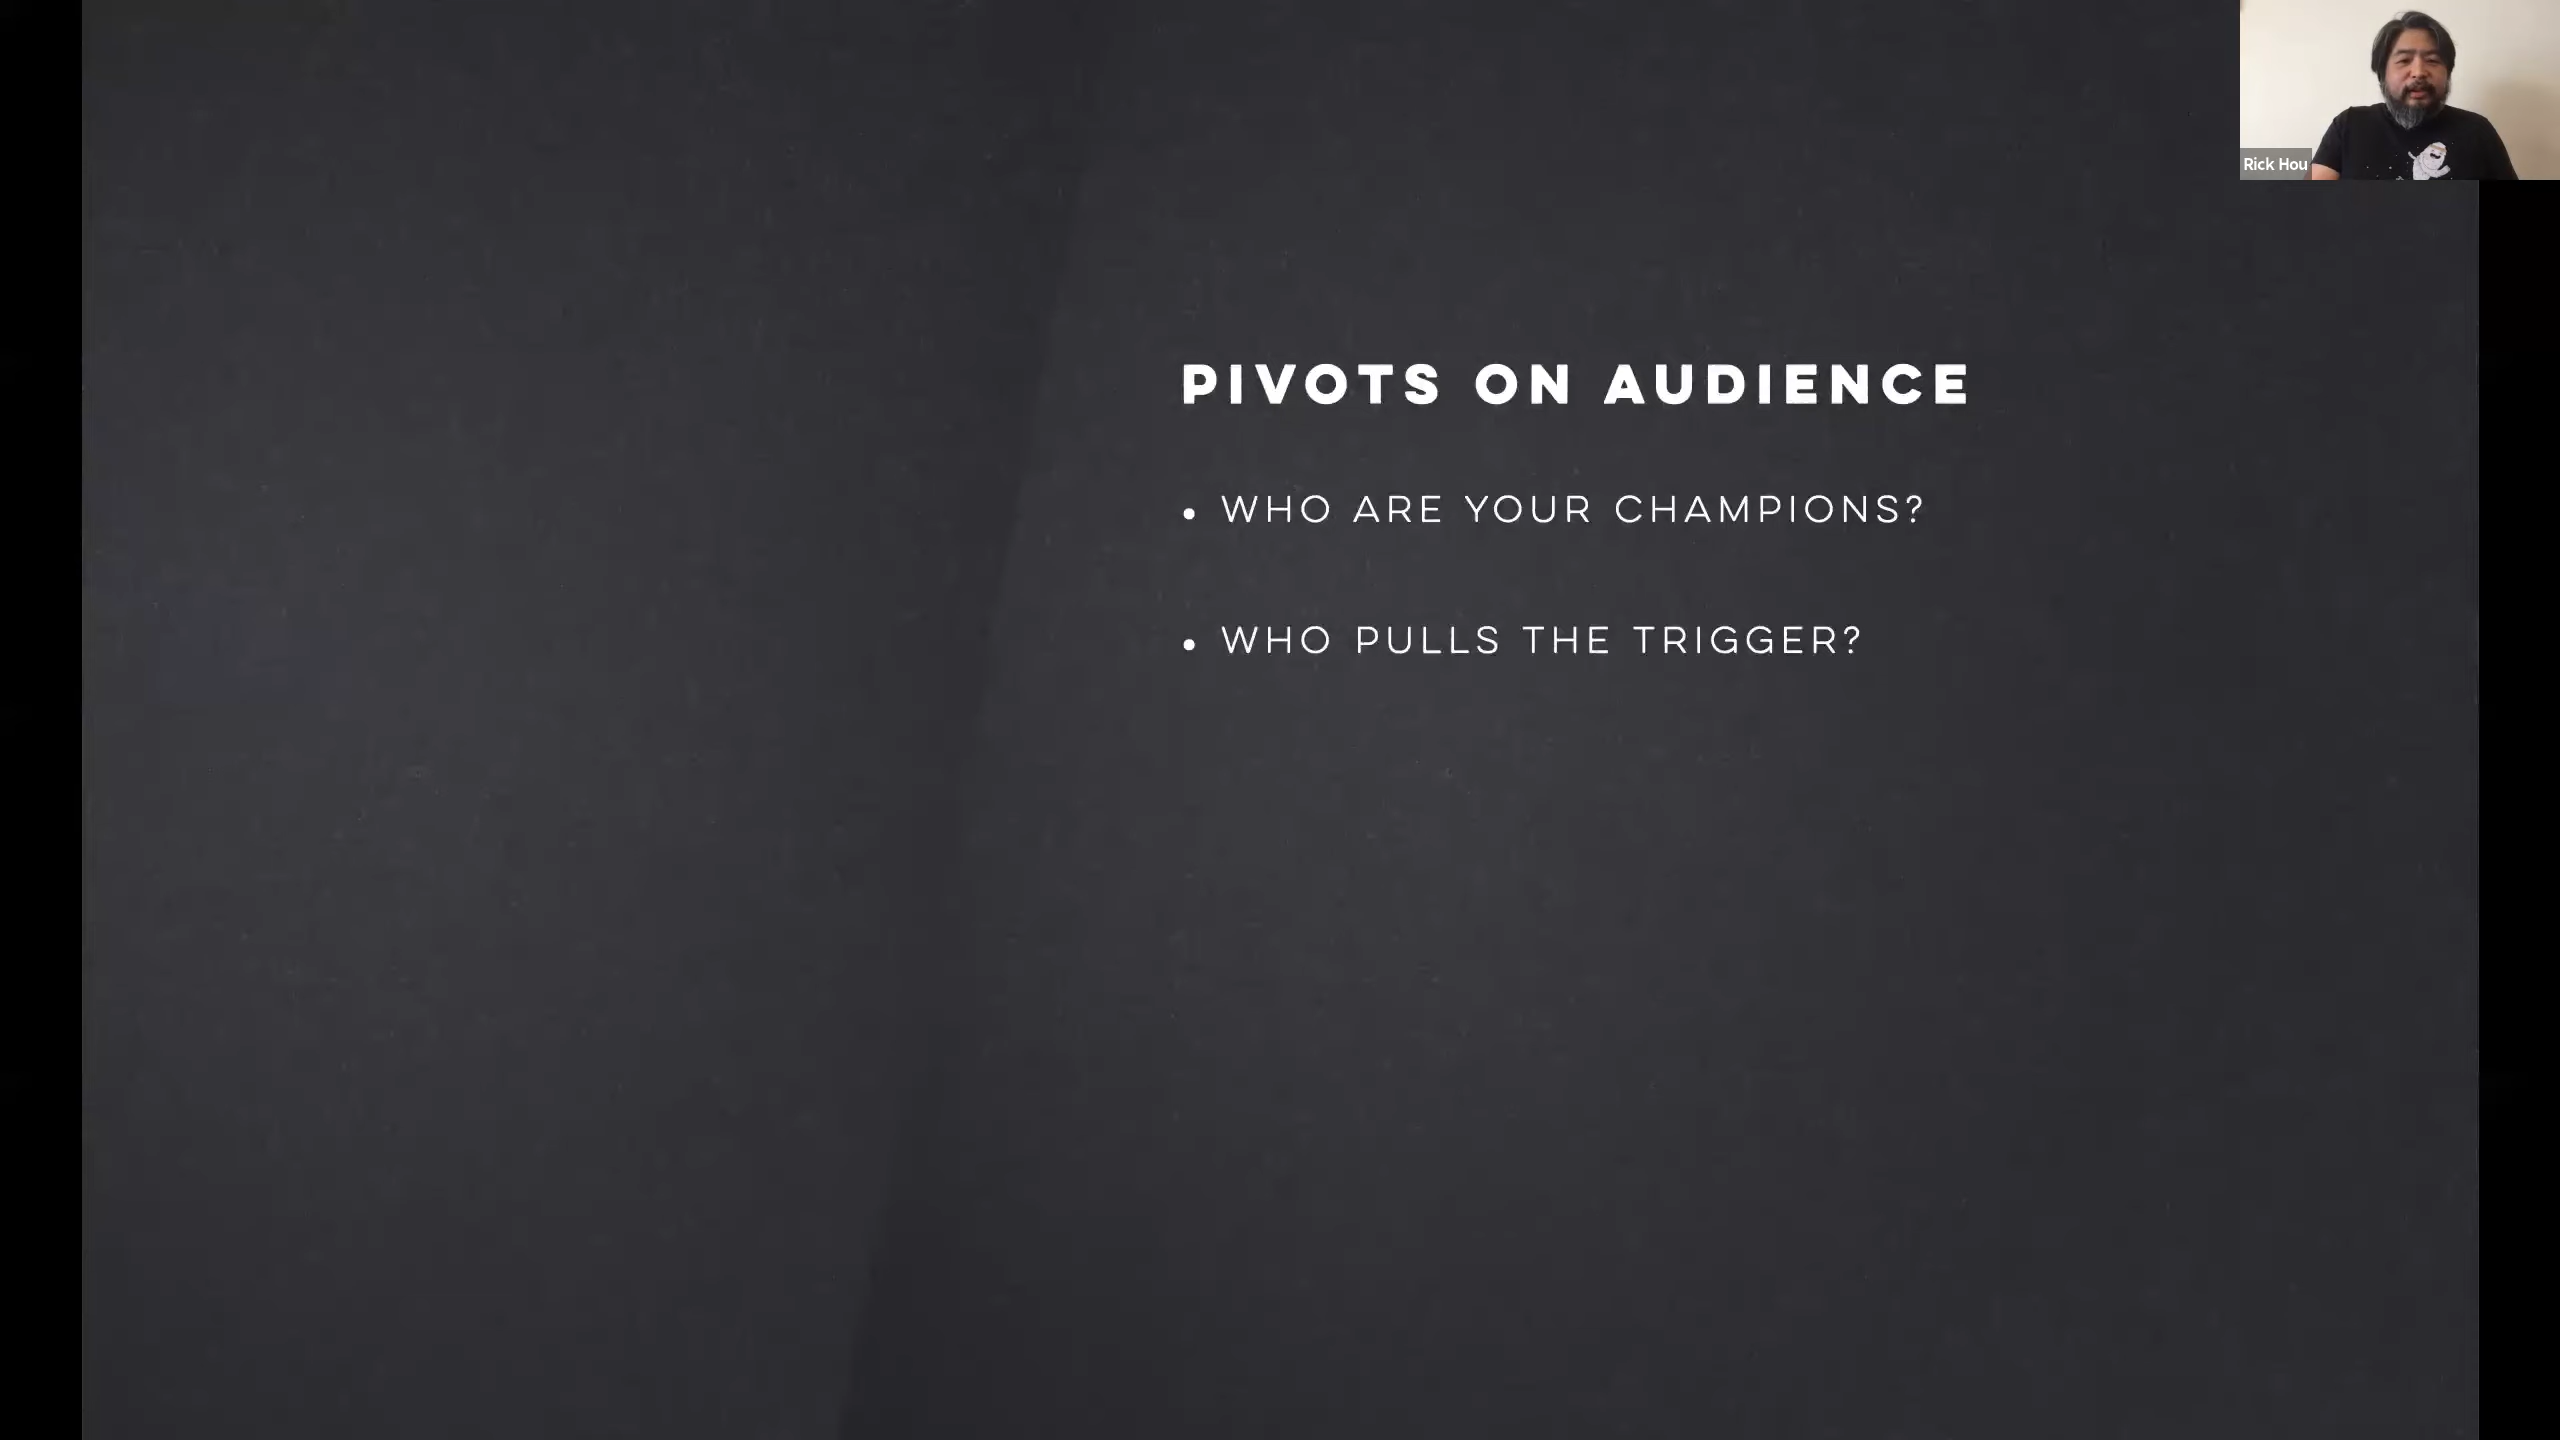 Rick Hou
PIVOTS ON AUDIENCE
• WHO ARE YOUR CHAMPIONS?
• WHO PULLS THE TRIGGER?